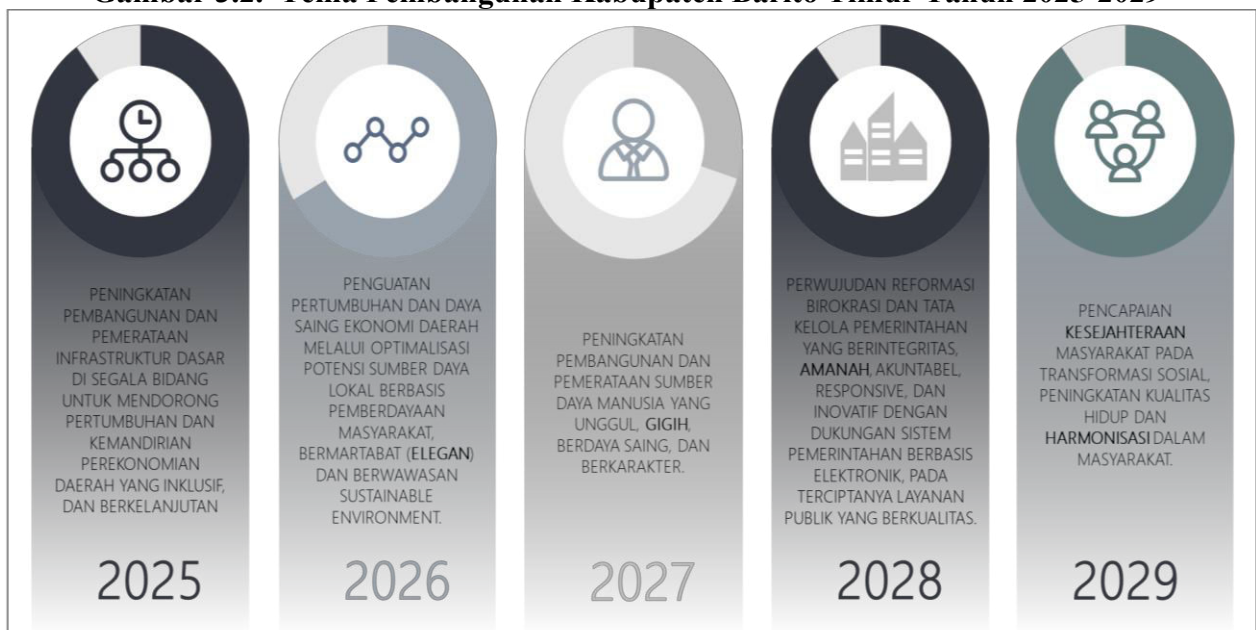 Gambar 3.2. Tema Pembangunan Kabupaten Barito Timur Tahun 2025-2029
PENINGKATAN
PEMBANGUNAN DAN
PEMERATAAN
INFRASTRUKTUR DASAR
DI SEGALA BIDANG
UNTUK MENDORONG
PERTUMBUHAN DAN
KEMANDIRIAN
PEREKONOMIAN
DAERAH YANG INKLUSIF,
DAN BERKELANJUTAN
2025
PENGUATAN
PERTUMBUHAN DAN DAYA
SAING EKONOMI DAERAH
MELALUI OPTIMALISASI
POTENSI SUMBER DAYA
LOKAL BERBASIS
PEMBERDAYAAN
MASYARAKAT,
BERMARTABAT (ELEGAN)
DAN BERWAWASAN
SUSTAINABLE
ENVIRONMENT.
2026
PENINGKATAN
PEMBANGUNAN DAN
PEMERATAAN SUMBER
DAYA MANUSIA YANG
UNGGUL, GIGIH,
BERDAYA SAING, DAN
BERKARAKTER.
2027
PERWUJUDAN REFORMASI
BIROKRASI DAN TATA
KELOLA PEMERINTAHAN
YANG BERINTEGRITAS,
AMANAH, AKUNTABEL,
RESPONSIVE, DAN
INOVATIF DENGAN
DUKUNGAN SISTEM
PEMERINTAHAN BERBASIS
ELEKTRONIK, PADA
TERCIPTANYA LAYANAN
PUBLIK YANG BERKUALITAS.
2028
PENCAPAIAN
KESEJAHTERAAN
MASYARAKAT PADA
TRANSFORMASI SOSIAL,
PENINGKATAN KUALITAS
HIDUP DAN
HARMONISASI DALAM
MASYARAKAT.
2029